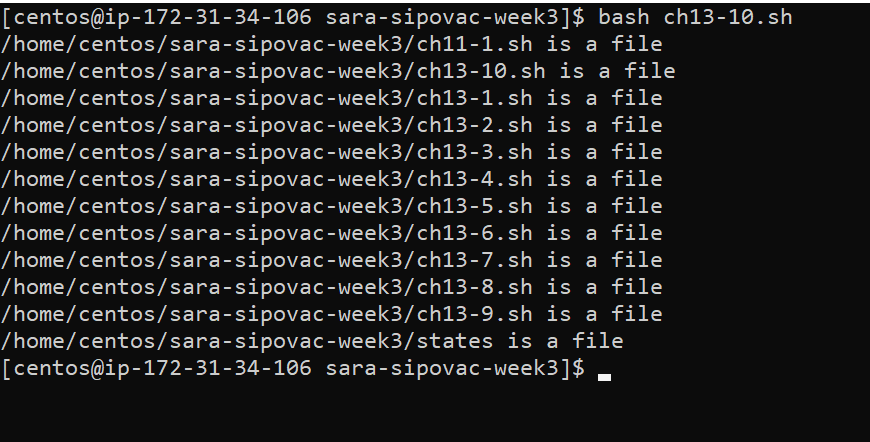 [centos@ip-172-31-34-106 sara-sipovac-week3]$ bash ch13-10.sh
/home/centos/sara-sipovac-week3/ch11-1.sh is a file
/home/centos/sara-sipovac-week3/ch13-10.sh is a file
/home/centos/sara-sipovac-week3/ch13-1.sh is a file
/home/centos/sara-sipovac-week3/ch13-2.sh is a file
/home/centos/sara-sipovac-week3/ch13-3.sh is a file
/home/centos/sara-sipovac-week3/ch13-4.sh is a file
/home/centos/sara-sipovac-week3/ch13-5.sh is a file
/home/centos/sara-sipovac-week3/ch13-6.sh is a file
/home/centos/sara-sipovac-week3/ch13-7.sh is a file
/home/centos/sara-sipovac-week3/ch13-8.sh is a file
/home/centos/sara-sipovac-week3/ch13-9.sh is a file
/home/centos/sara-sipovac-week3/states is a file
[centos@ip-172-31-34-106 sara-sipovac-week3]$